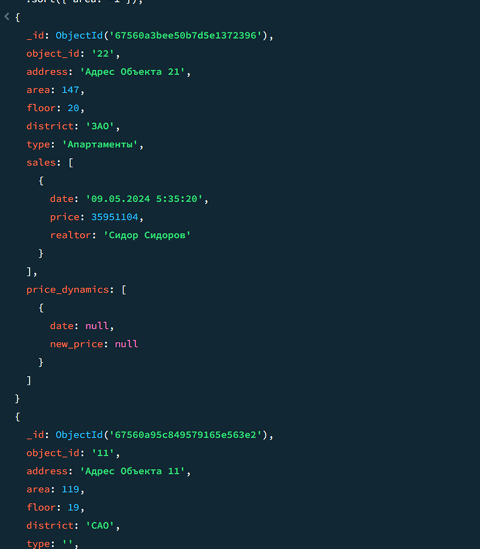 .sort({ area: -1 });
{
_id: ObjectId('67560a3bee50b7d5e1372396'),
object_id: '22',
address: 'Адрес Объекта 21',
area: 147,
floor: 20,
district: 'ЗАО',
type: 'Апартаменты',
sales: [
{
date: '09.05.2024 5:35:20',
price: 35951104,
realtor: 'Сидор Сидоров'
}
],
price_dynamics: [
{
date: null,
new_price: null
}
]
}
{
_id: ObjectId('67560a95c849579165e563e2'),
object_id: '11',
address: 'Адрес Объекта 11',
area: 119,
floor: 19,
district: 'САО',
type: '',